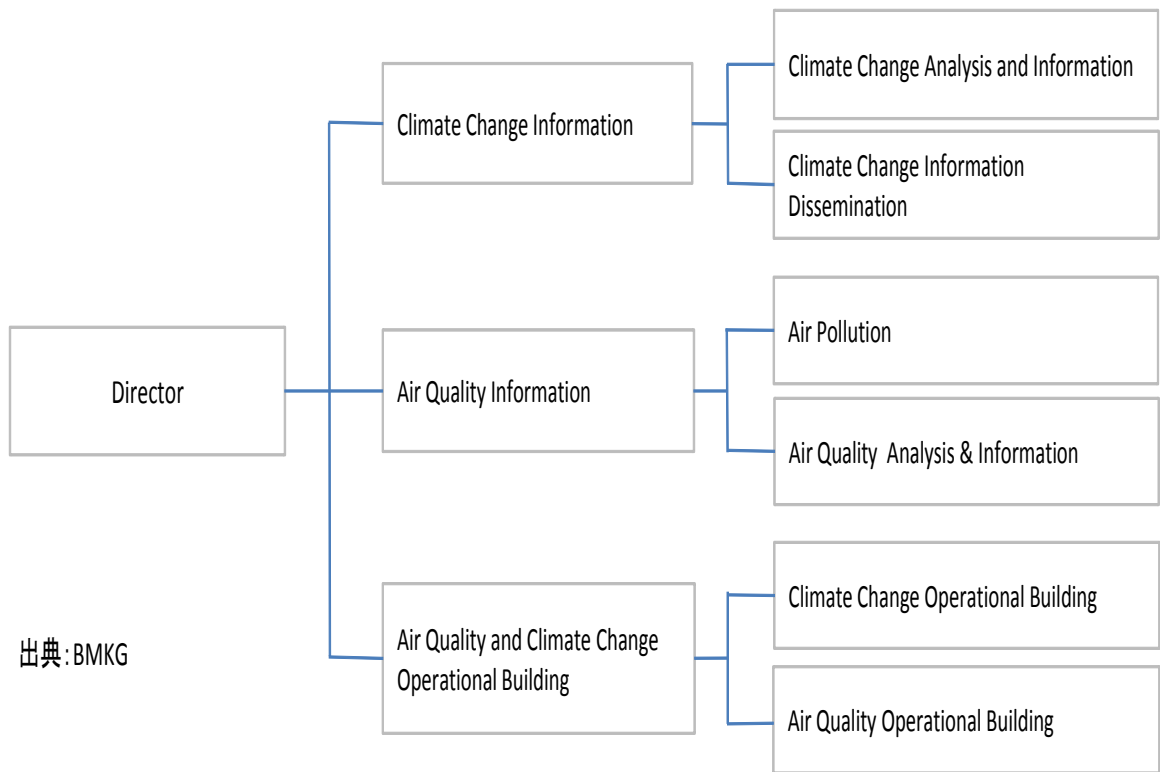 Climate Change Analysis and Information
Climate Change Information
Climate Change Information
Dissemination
Air Pollution
Director
Air Quality Information
Air Quality Analysis & Information
Climate Change Operational Building
Air Quality and Climate Change
Operational Building
出典：BMKG
Air Quality Operational Building